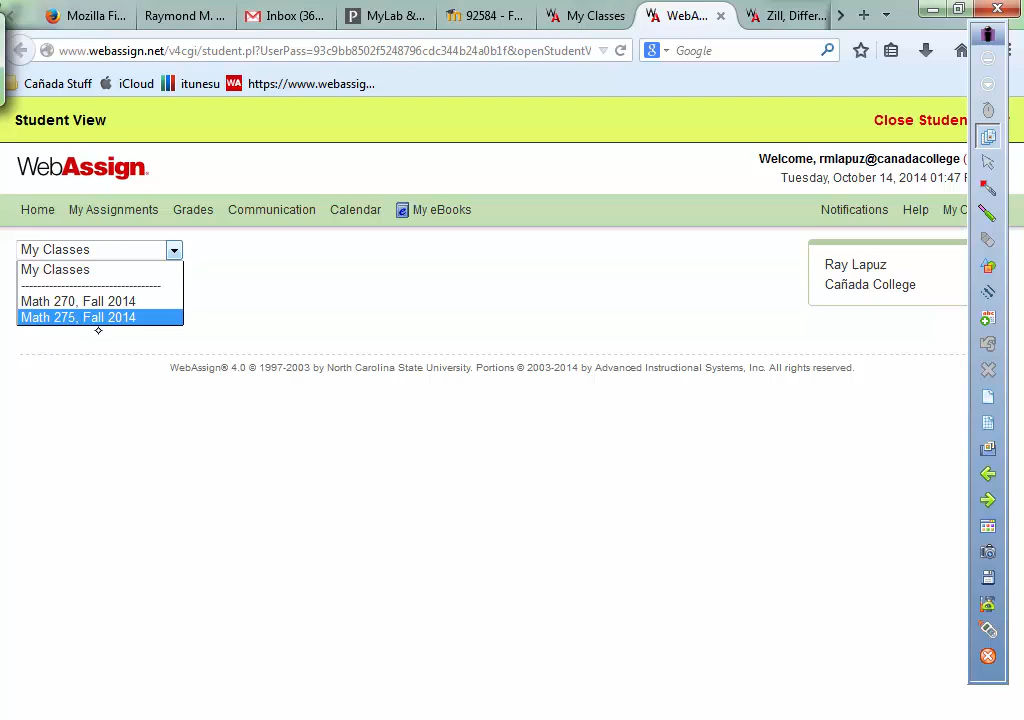 Mozilla Fi...
Raymond M. ...
Inbox (36...
MyLab &...
92584 - F...
My Classes
WebA...
Zill, Differ...
www.webassign.net/v4cgi/student.pl?UserPass=93c9bb8502f5248796cdc344b24a0b1f&openStudentV
Google
Cañada Stuff
iCloud
itunesu
WA
https://www.webassig...
Student View
Close Studen
WebAssign
Welcome, rmlapuz@canadacollege (
Tuesday, October 14, 2014 01:47 P
Home
My Assignments
Grades
Communication
Calendar
My eBooks
Notifications
Help
My C
My Classes
My Classes
-----------------------------------
Math 270, Fall 2014
Math 275, Fall 2014
Ray Lapuz
Cañada College
WebAssign® 4.0 © 1997-2003 by North Carolina State University. Portions © 2003-2014 by Advanced Instructional Systems, Inc. All rights reserved.